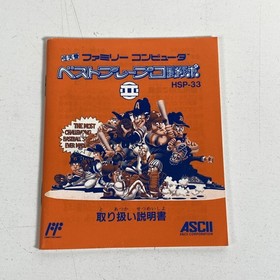 ファミリー コンピュータ
ベストプレープロ野球
II
HSP-33
THE MOST
CHALLENGING
BASEBALL
EVER MADE!
取り扱い説明書
ASCII